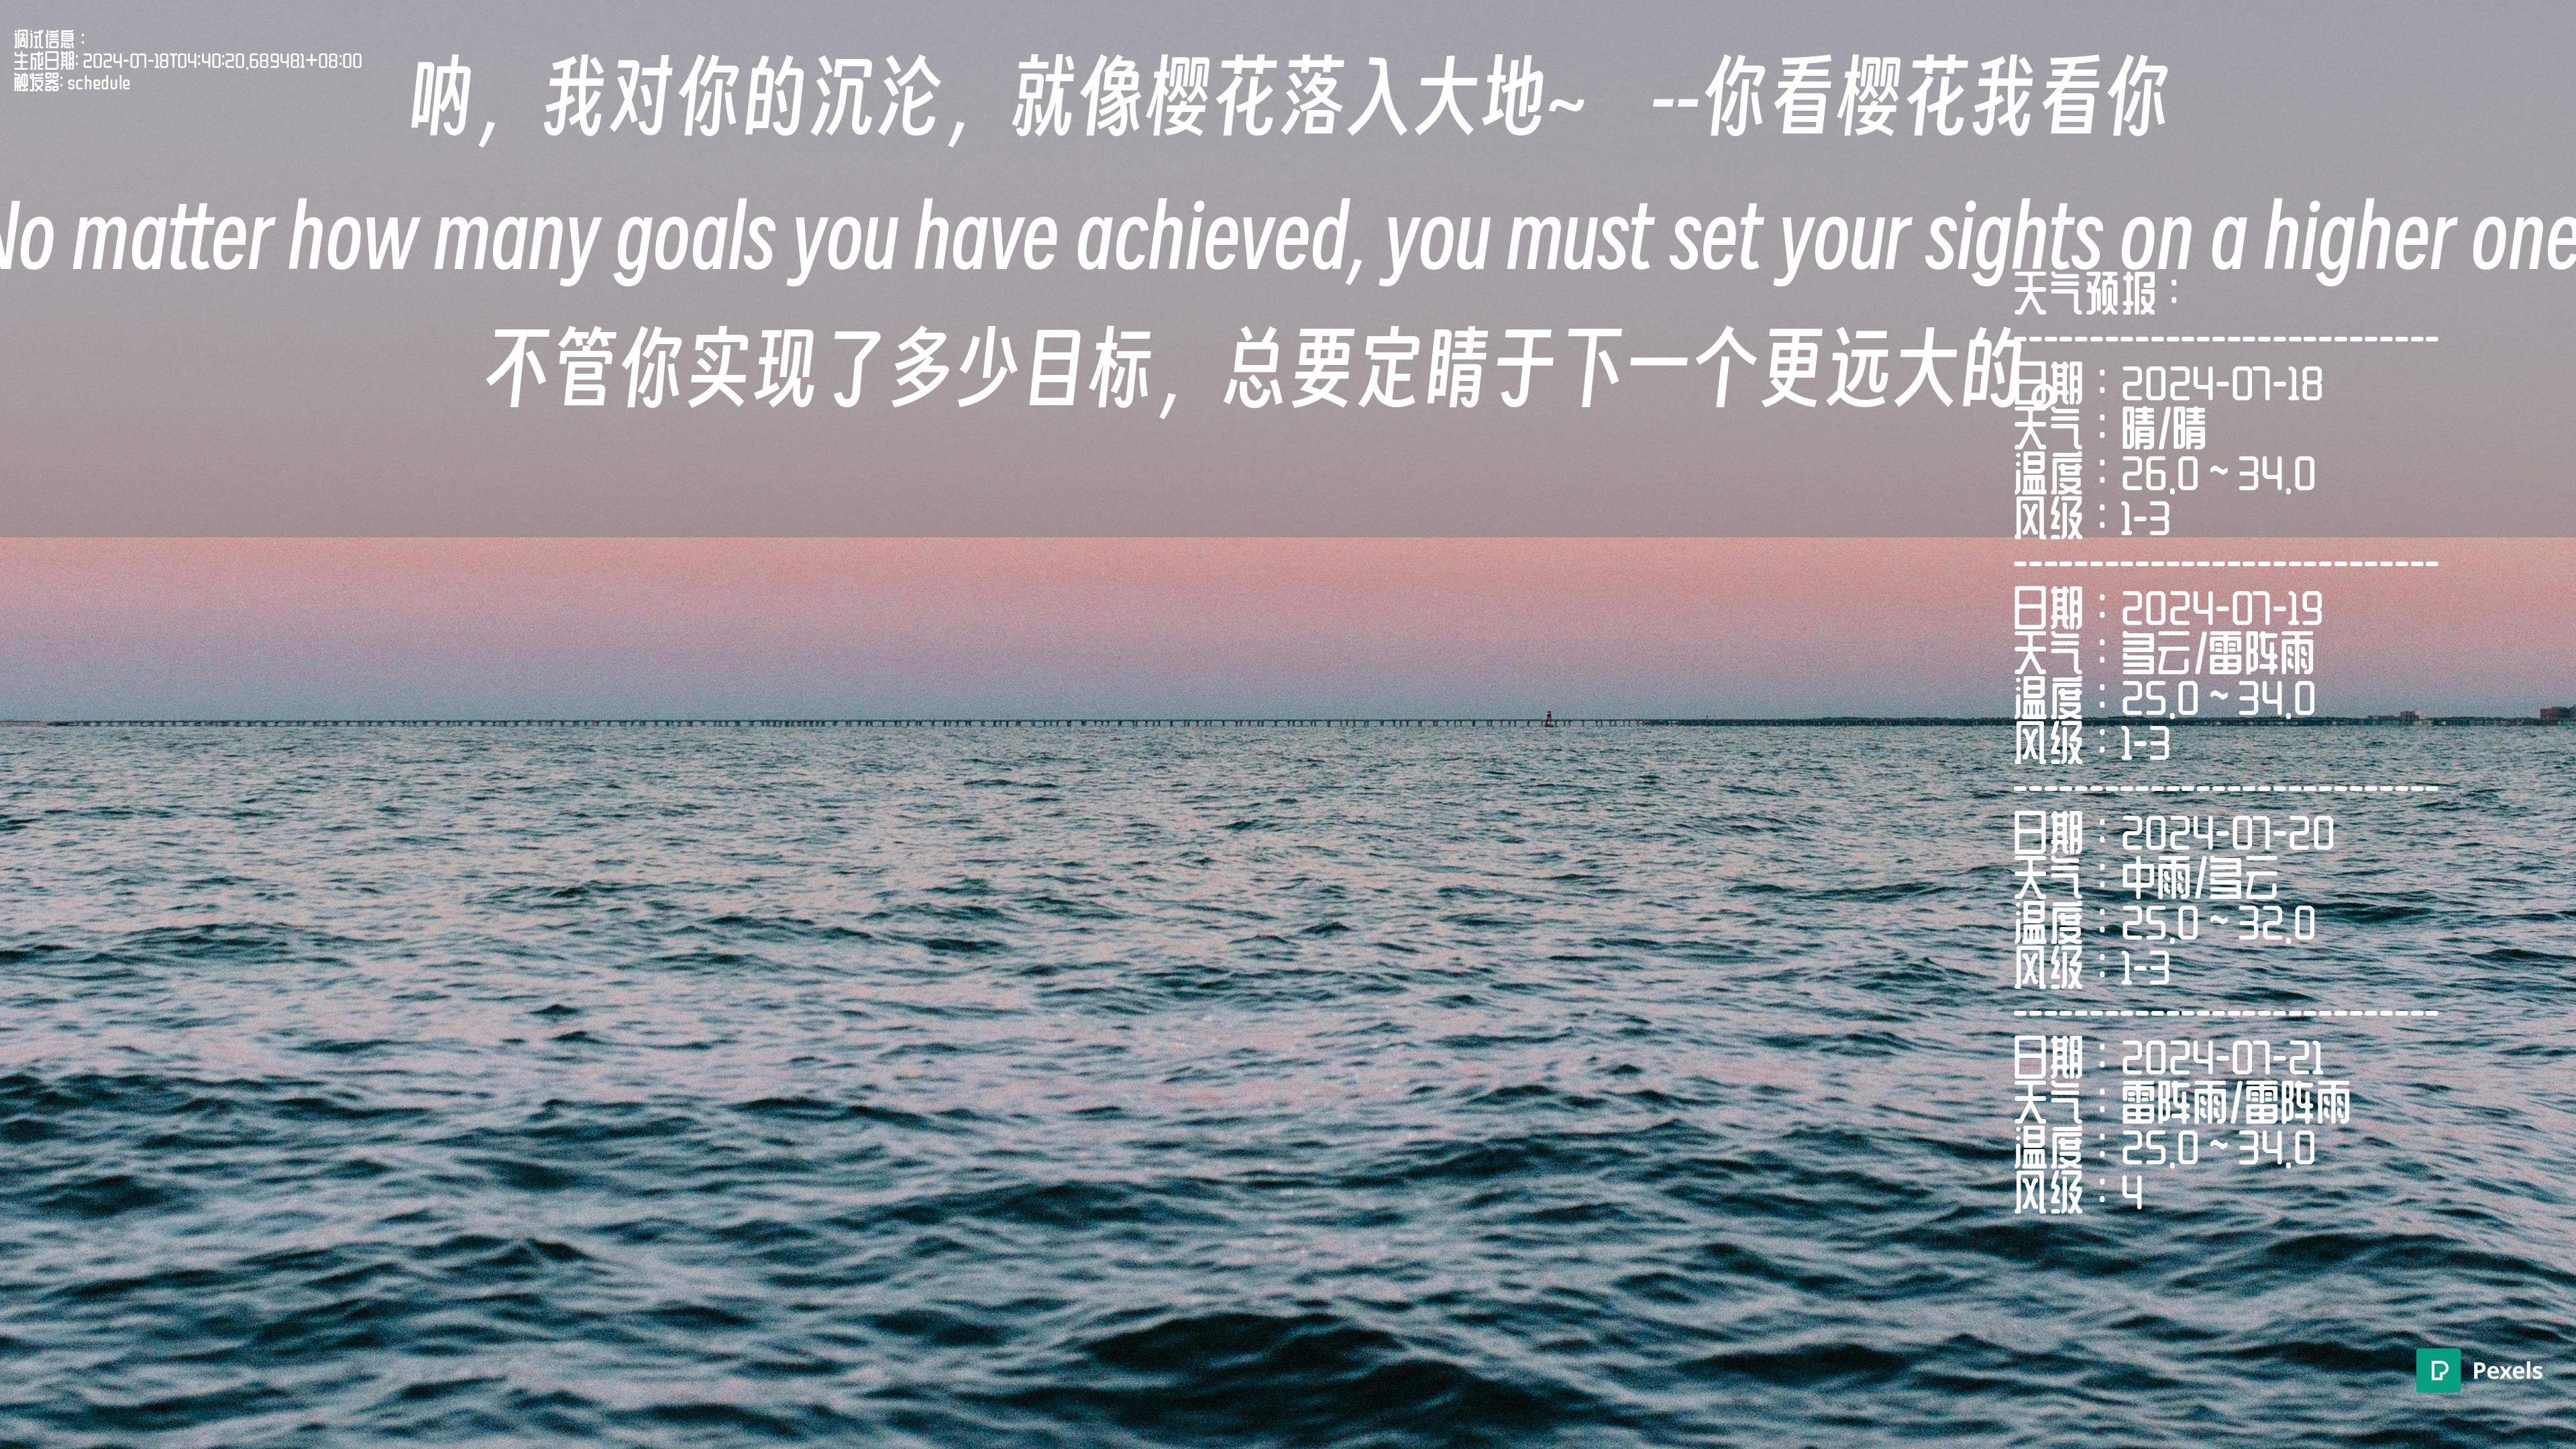 调试信息：
生成日期: 2024-07-18T04:40:20.689481+08:00
触发器: schedule
呐，我对你的沉沦，就像樱花落入大地~　--你看樱花我看你
No matter how many goals you have achieved, you must set your sights on a higher one
不管你实现了多少目标，总要定睛于下一个更远大的。
天气预报：
----------------------------
日期：2024-07-18
天气：晴/晴
温度：26.0 ~ 34.0
风级：1-3
----------------------------
日期：2024-07-19
天气：多云/雷阵雨
温度：25.0 ~ 34.0
风级：1-3
----------------------------
日期：2024-07-20
天气：中雨/多云
温度：25.0 ~ 32.0
风级：1-3
----------------------------
日期：2024-07-21
天气：雷阵雨/雷阵雨
温度：25.0 ~ 34.0
风级：4
Pexels